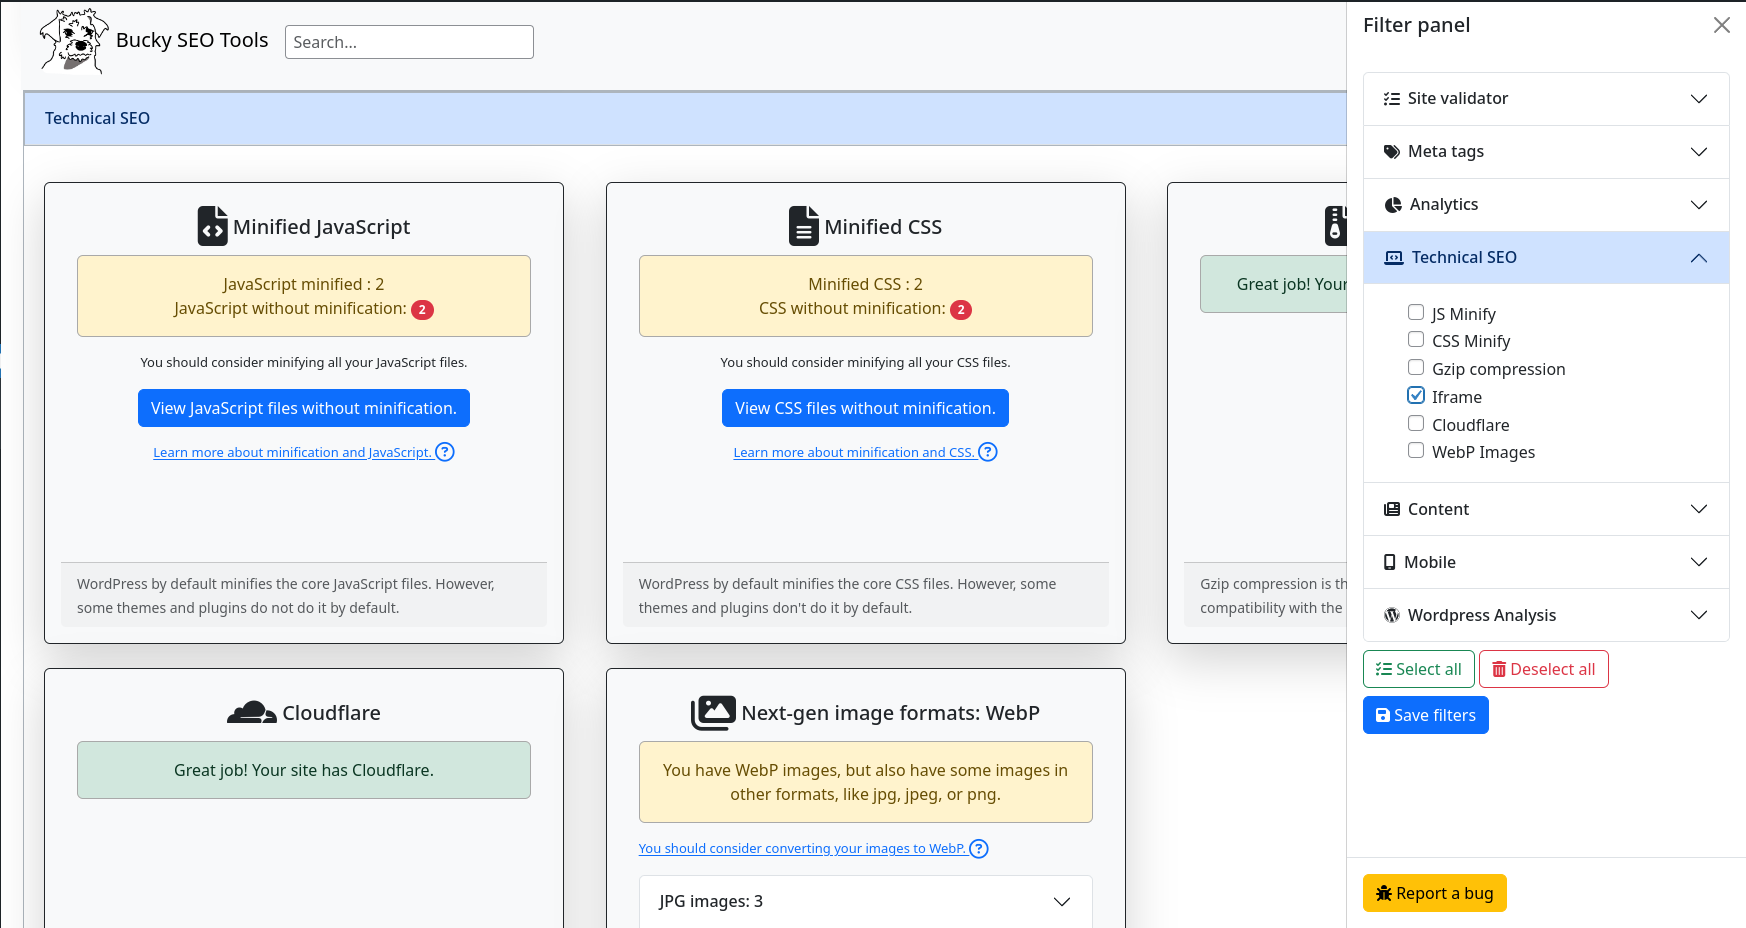 Bucky SEO Tools
Search...
Technical SEO
Minified JavaScript
JavaScript minified : 2
JavaScript without minification: 2
You should consider minifying all your JavaScript files.
View JavaScript files without minification.
Learn more about minification and JavaScript. ?
WordPress by default minifies the core JavaScript files. However,
some themes and plugins do not do it by default.
Minified CSS
Minified CSS : 2
CSS without minification: 2
You should consider minifying all your CSS files.
View CSS files without minification.
Learn more about minification and CSS. ?
WordPress by default minifies the core CSS files. However, some
themes and plugins don't do it by default.
Great job! Your
Gzip compression is th
compatibility with the
Cloudflare
Great job! Your site has Cloudflare.
Next-gen image formats: WebP
You have WebP images, but also have some images in
other formats, like jpg, jpeg, or png.
You should consider converting your images to WebP. ?
JPG images: 3
Filter panel
Site validator
Meta tags
Analytics
Technical SEO
JS Minify
CSS Minify
Gzip compression
Iframe
Cloudflare
WebP Images
Content
Mobile
Wordpress Analysis
Select all
Deselect all
Save filters
Report a bug